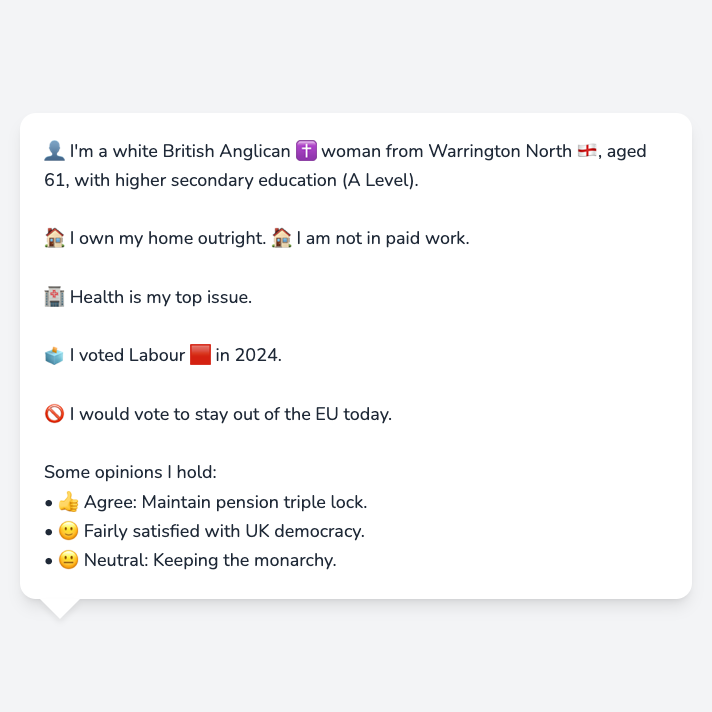 👤 I'm a white British Anglican ✝️ woman from Warrington North 🏴󠁧󠁢󠁥󠁮󠁧󠁿, aged
61, with higher secondary education (A Level).
🏠 I own my home outright. 🏠 I am not in paid work.
🏥 Health is my top issue.
🗳️ I voted Labour 🟥 in 2024.
🚫 I would vote to stay out of the EU today.
Some opinions I hold:
• 👍 Agree: Maintain pension triple lock.
• 🙂 Fairly satisfied with UK democracy.
• 😐 Neutral: Keeping the monarchy.